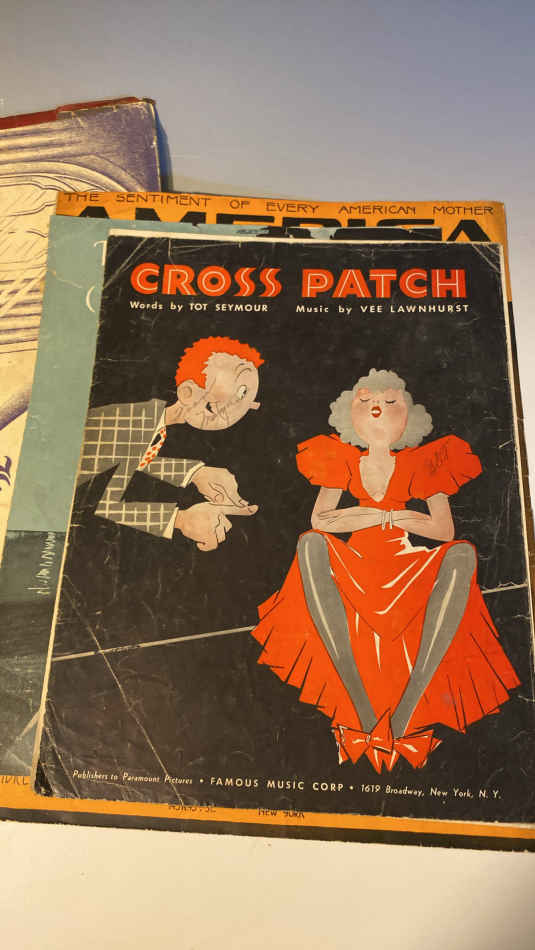 THE SENTIMENT OF EVERY AMERICAN MOTHER
AMERICA
CROSS PATCH
Words by TOT SEYMOUR Music by VEE LAWNHURST
Publishers to Paramount Pictures • FAMOUS MUSIC CORP • 1619 Broadway, New York, N. Y.
NEW YORK